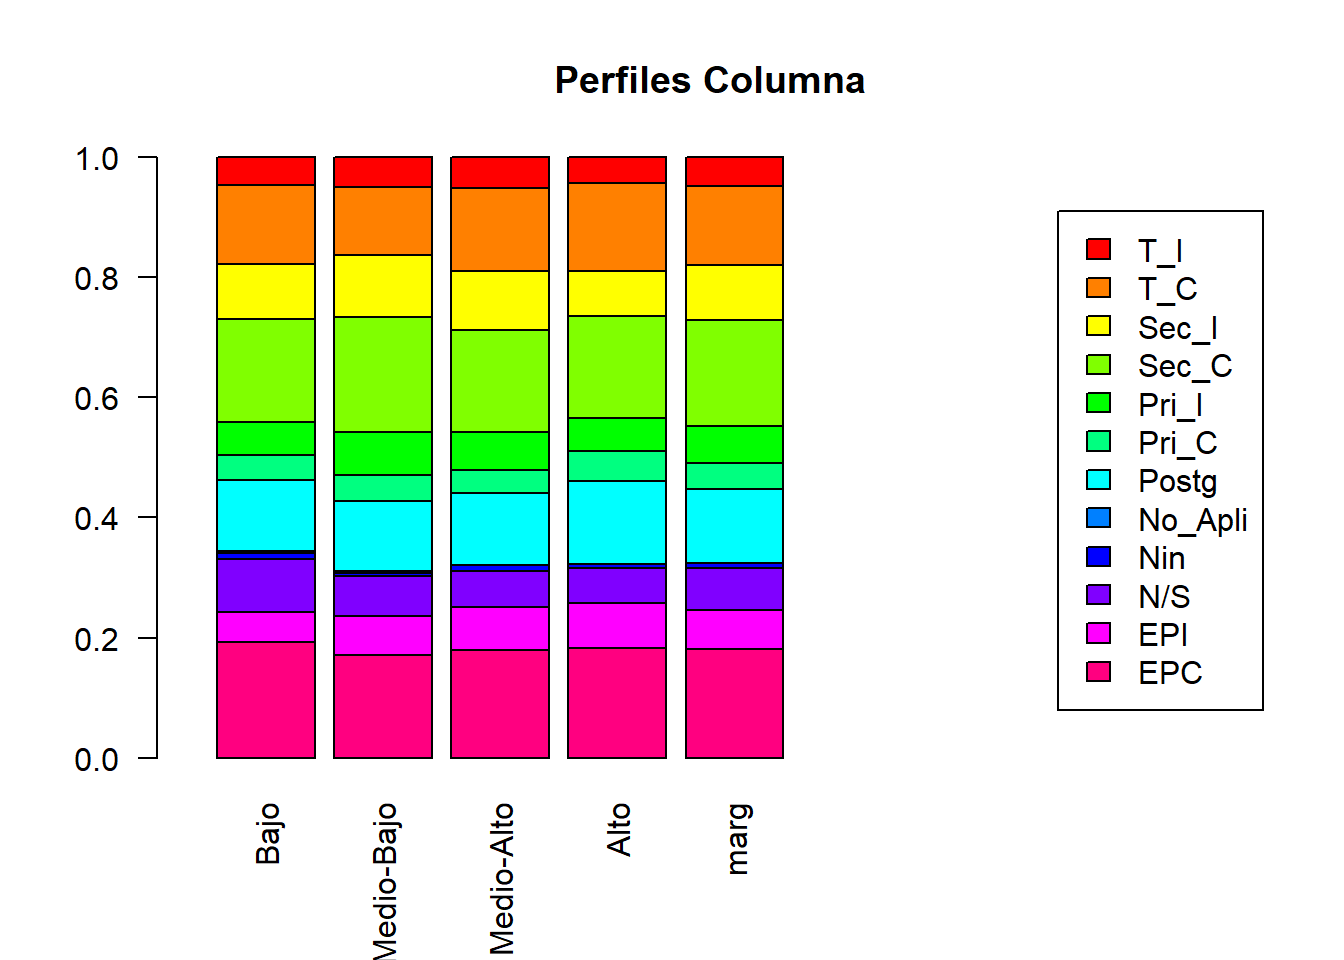 Perfiles Columna
1.0
0.8
0.6
0.4
0.2
0.0
Bajo
Medio-Bajo
Medio-Alto
Alto
marg
T_I
T_C
Sec_I
Sec_C
Pri_I
Pri_C
Postg
No_Apli
Nin
N/S
EPI
EPC